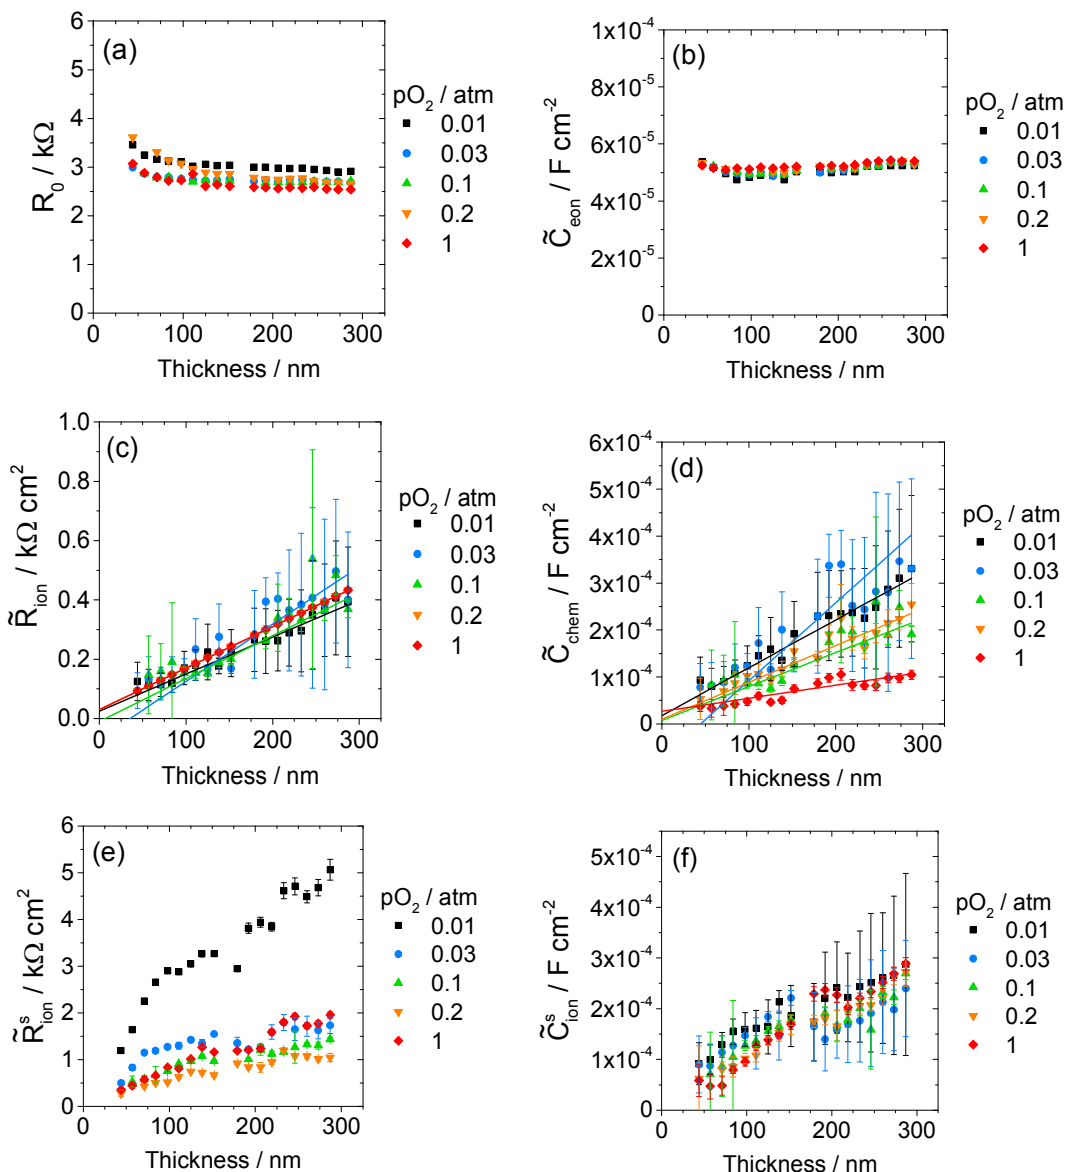 (a)
R0 / kΩ
6
5
4
3
2
1
0
0 100 200 300
Thickness / nm
pO2 / atm
0.01
0.03
0.1
0.2
1
(b)
C̃eon / F cm-2
1x10-4
8x10-5
6x10-5
4x10-5
2x10-5
0
0 100 200 300
Thickness / nm
pO2 / atm
0.01
0.03
0.1
0.2
1
(c)
R̃ion / kΩ cm2
1.0
0.8
0.6
0.4
0.2
0.0
0 100 200 300
Thickness / nm
pO2 / atm
0.01
0.03
0.1
0.2
1
(d)
C̃chem / F cm-2
6x10-4
5x10-4
4x10-4
3x10-4
2x10-4
1x10-4
0
0 100 200 300
Thickness / nm
pO2 / atm
0.01
0.03
0.1
0.2
1
(e)
R̃sion / kΩ cm2
6
5
4
3
2
1
0
0 100 200 300
Thickness / nm
pO2 / atm
0.01
0.03
0.1
0.2
1
(f)
C̃sion / F cm-2
5x10-4
4x10-4
3x10-4
2x10-4
1x10-4
0
0 100 200 300
Thickness / nm
pO2 / atm
0.01
0.03
0.1
0.2
1